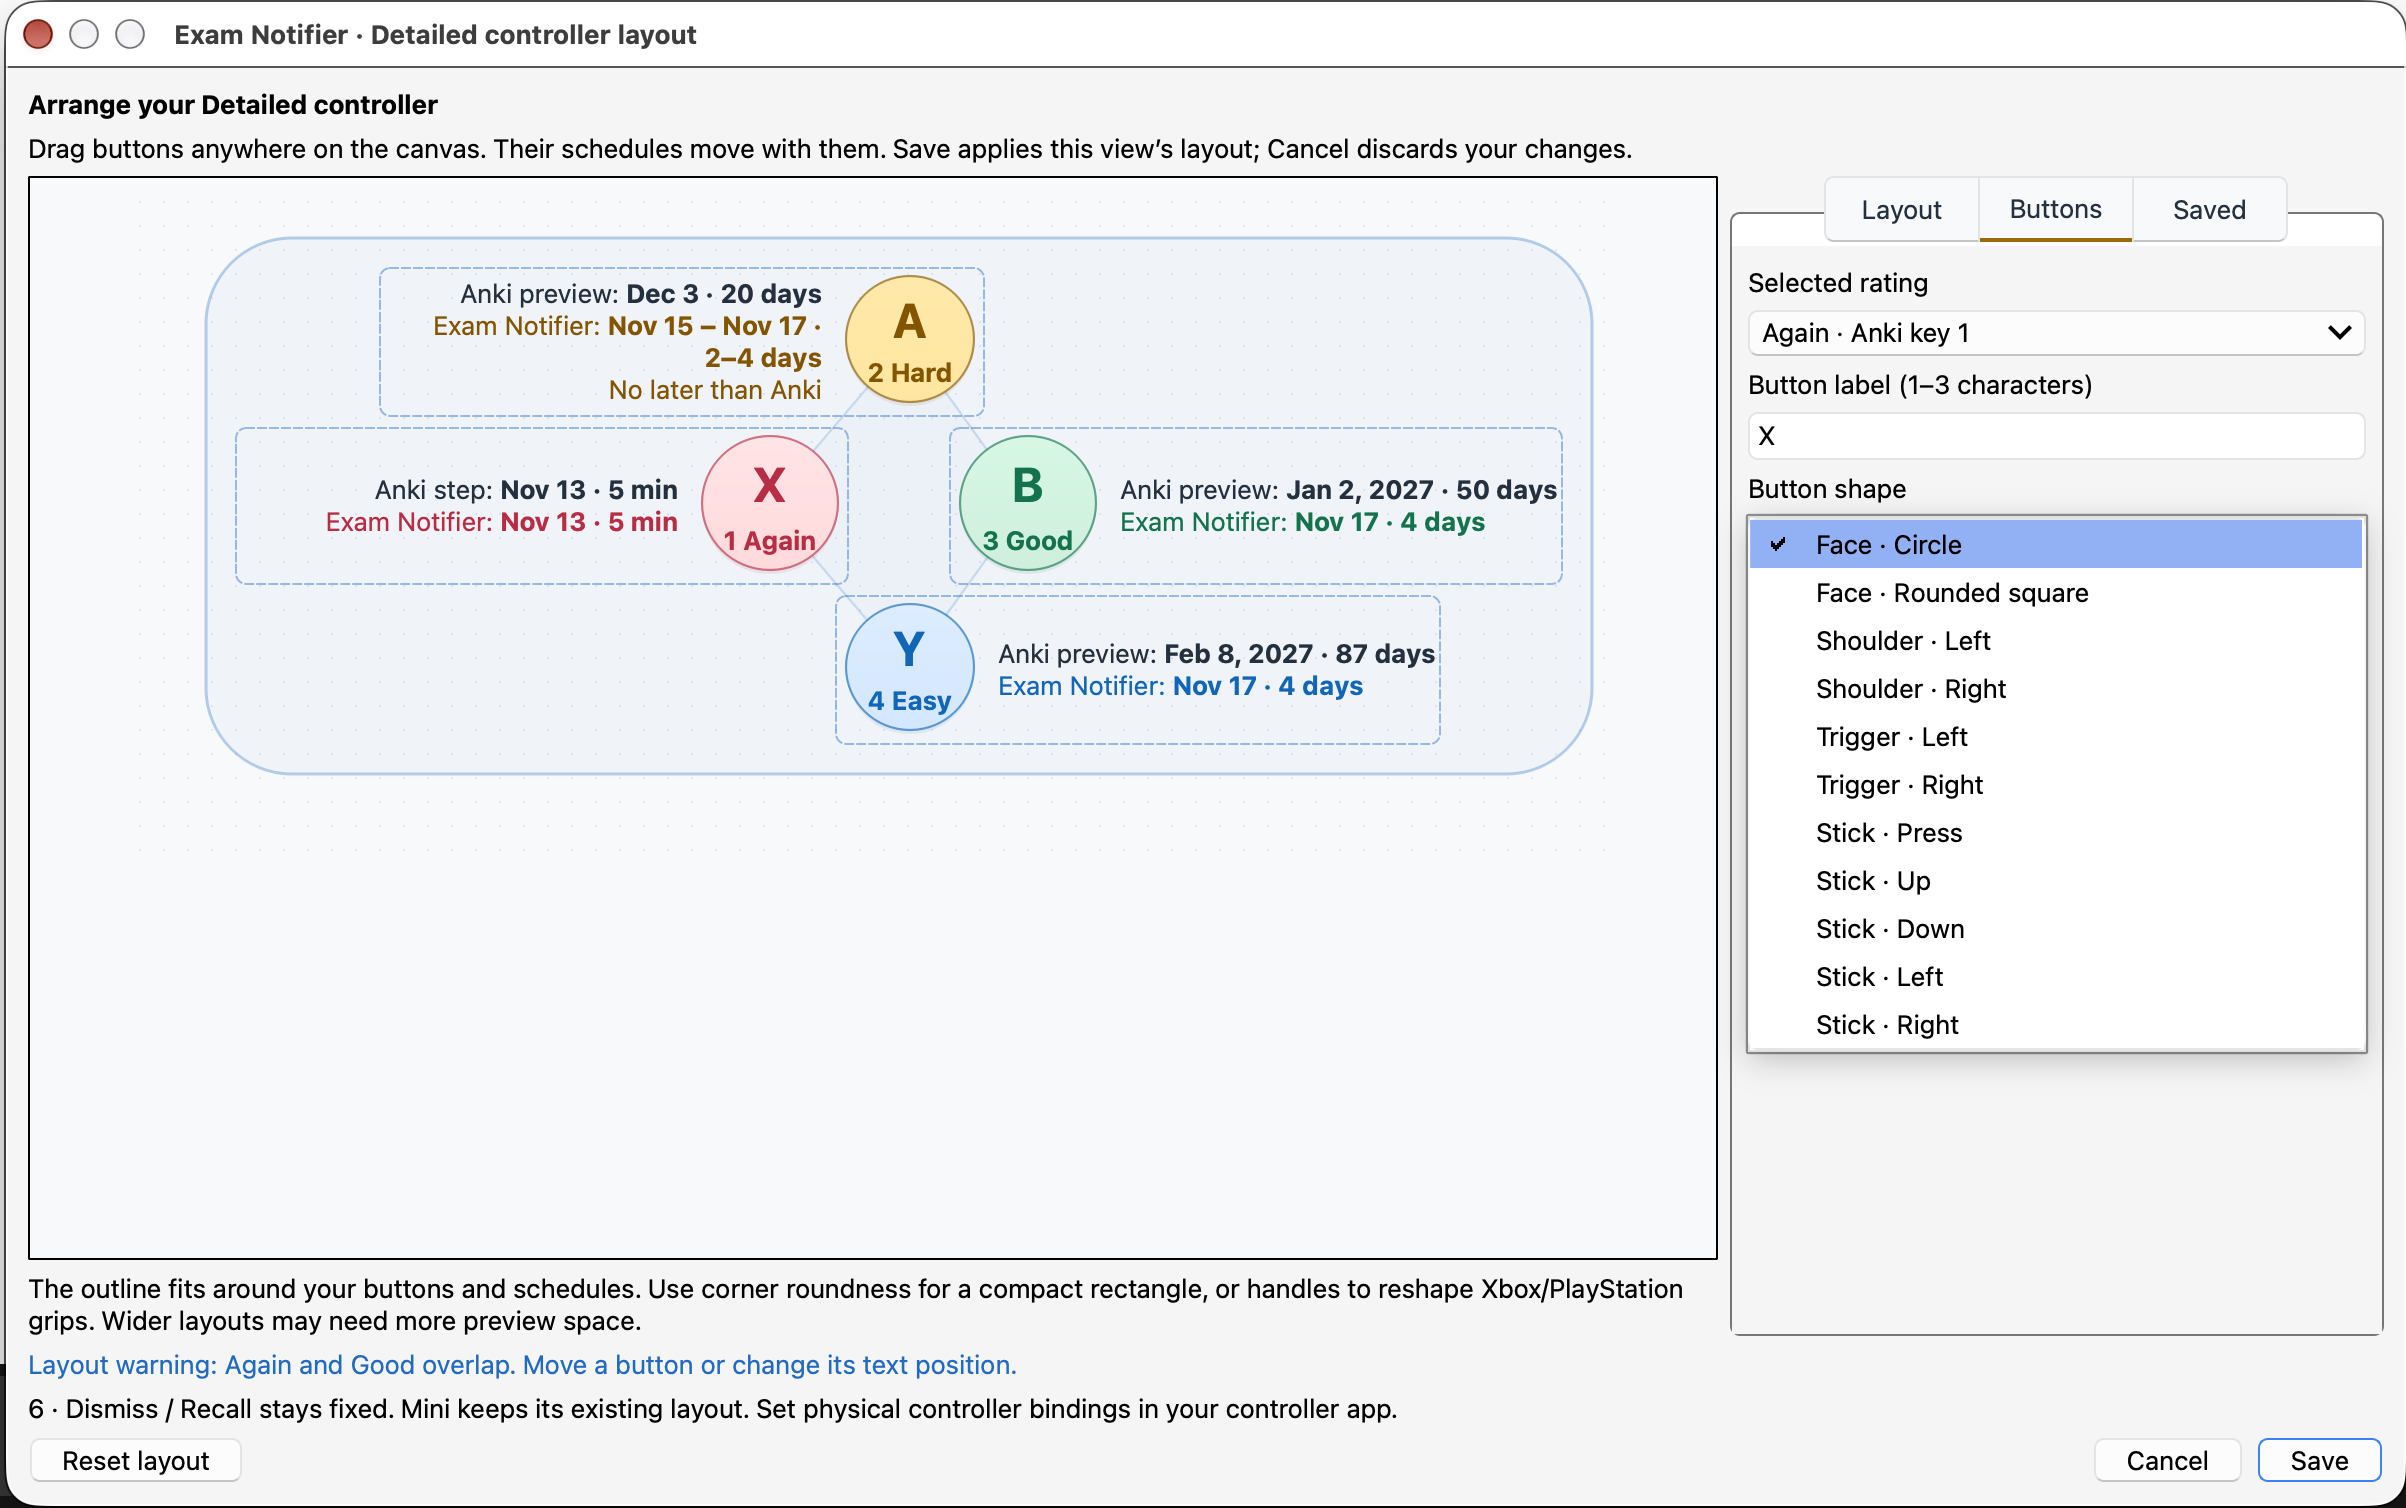 Exam Notifier · Detailed controller layout
Arrange your Detailed controller
Drag buttons anywhere on the canvas. Their schedules move with them. Save applies this view’s layout; Cancel discards your changes.
Anki preview: Dec 3 · 20 days
Exam Notifier: Nov 15 – Nov 17 ·
2–4 days
No later than Anki
A
2 Hard
Anki step: Nov 13 · 5 min
Exam Notifier: Nov 13 · 5 min
X
1 Again
B
3 Good
Anki preview: Jan 2, 2027 · 50 days
Exam Notifier: Nov 17 · 4 days
Y
4 Easy
Anki preview: Feb 8, 2027 · 87 days
Exam Notifier: Nov 17 · 4 days
Layout
Buttons
Saved
Selected rating
Again · Anki key 1
Button label (1–3 characters)
X
Button shape
Face · Circle
Face · Rounded square
Shoulder · Left
Shoulder · Right
Trigger · Left
Trigger · Right
Stick · Press
Stick · Up
Stick · Down
Stick · Left
Stick · Right
The outline fits around your buttons and schedules. Use corner roundness for a compact rectangle, or handles to reshape Xbox/PlayStation
grips. Wider layouts may need more preview space.
Layout warning: Again and Good overlap. Move a button or change its text position.
6 · Dismiss / Recall stays fixed. Mini keeps its existing layout. Set physical controller bindings in your controller app.
Reset layout
Cancel
Save